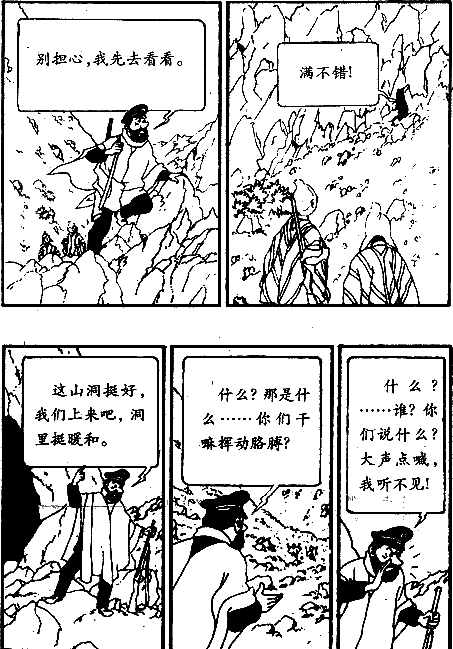 别担心,我先去看看。
满不错!
这山洞挺好,
我们上来吧,洞
里挺暖和。
什么?那是什
么……你们干
嘛挥动胳膊?
什么?
……谁?你
们说什么?
大声点喊,
我听不见!